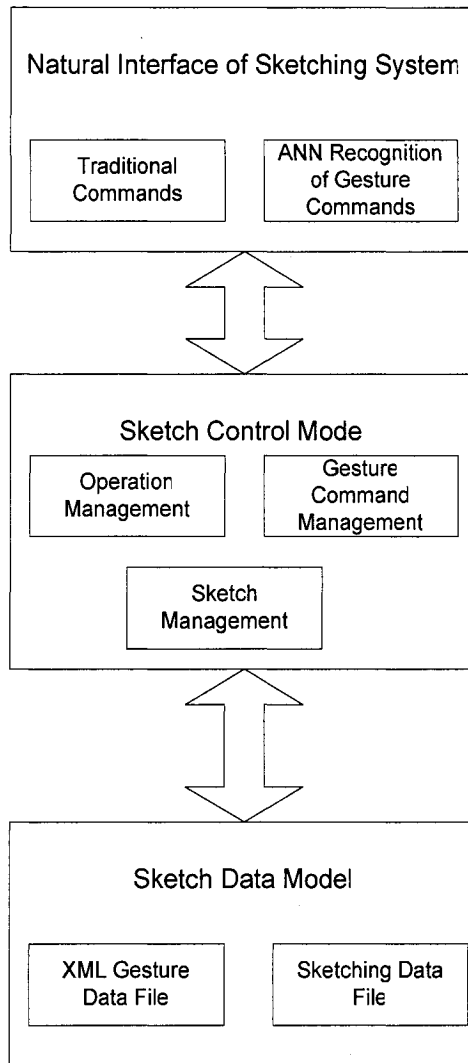 Natural Interface of Sketching System
Traditional
Commands
ANN Recognition
of Gesture
Commands
Sketch Control Mode
Operation
Management
Gesture
Command
Management
Sketch
Management
Sketch Data Model
XML Gesture
Data File
Sketching Data
File